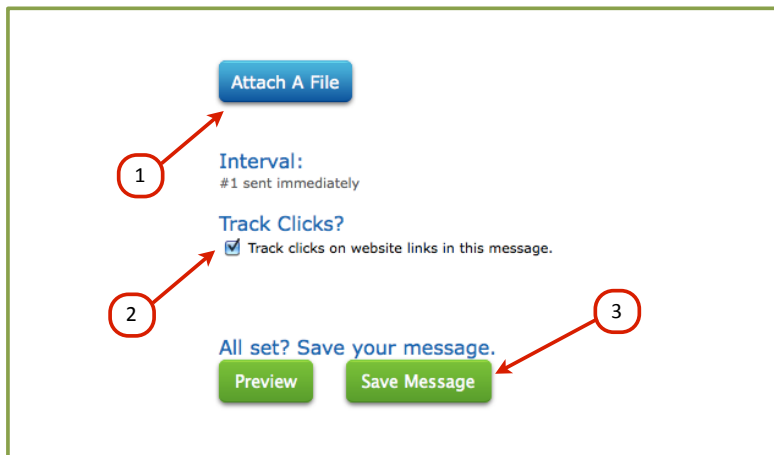 Attach A File
1
Interval:
#1 sent immediately
Track Clicks?
Track clicks on website links in this message.
2
3
All set? Save your message.
Preview Save Message